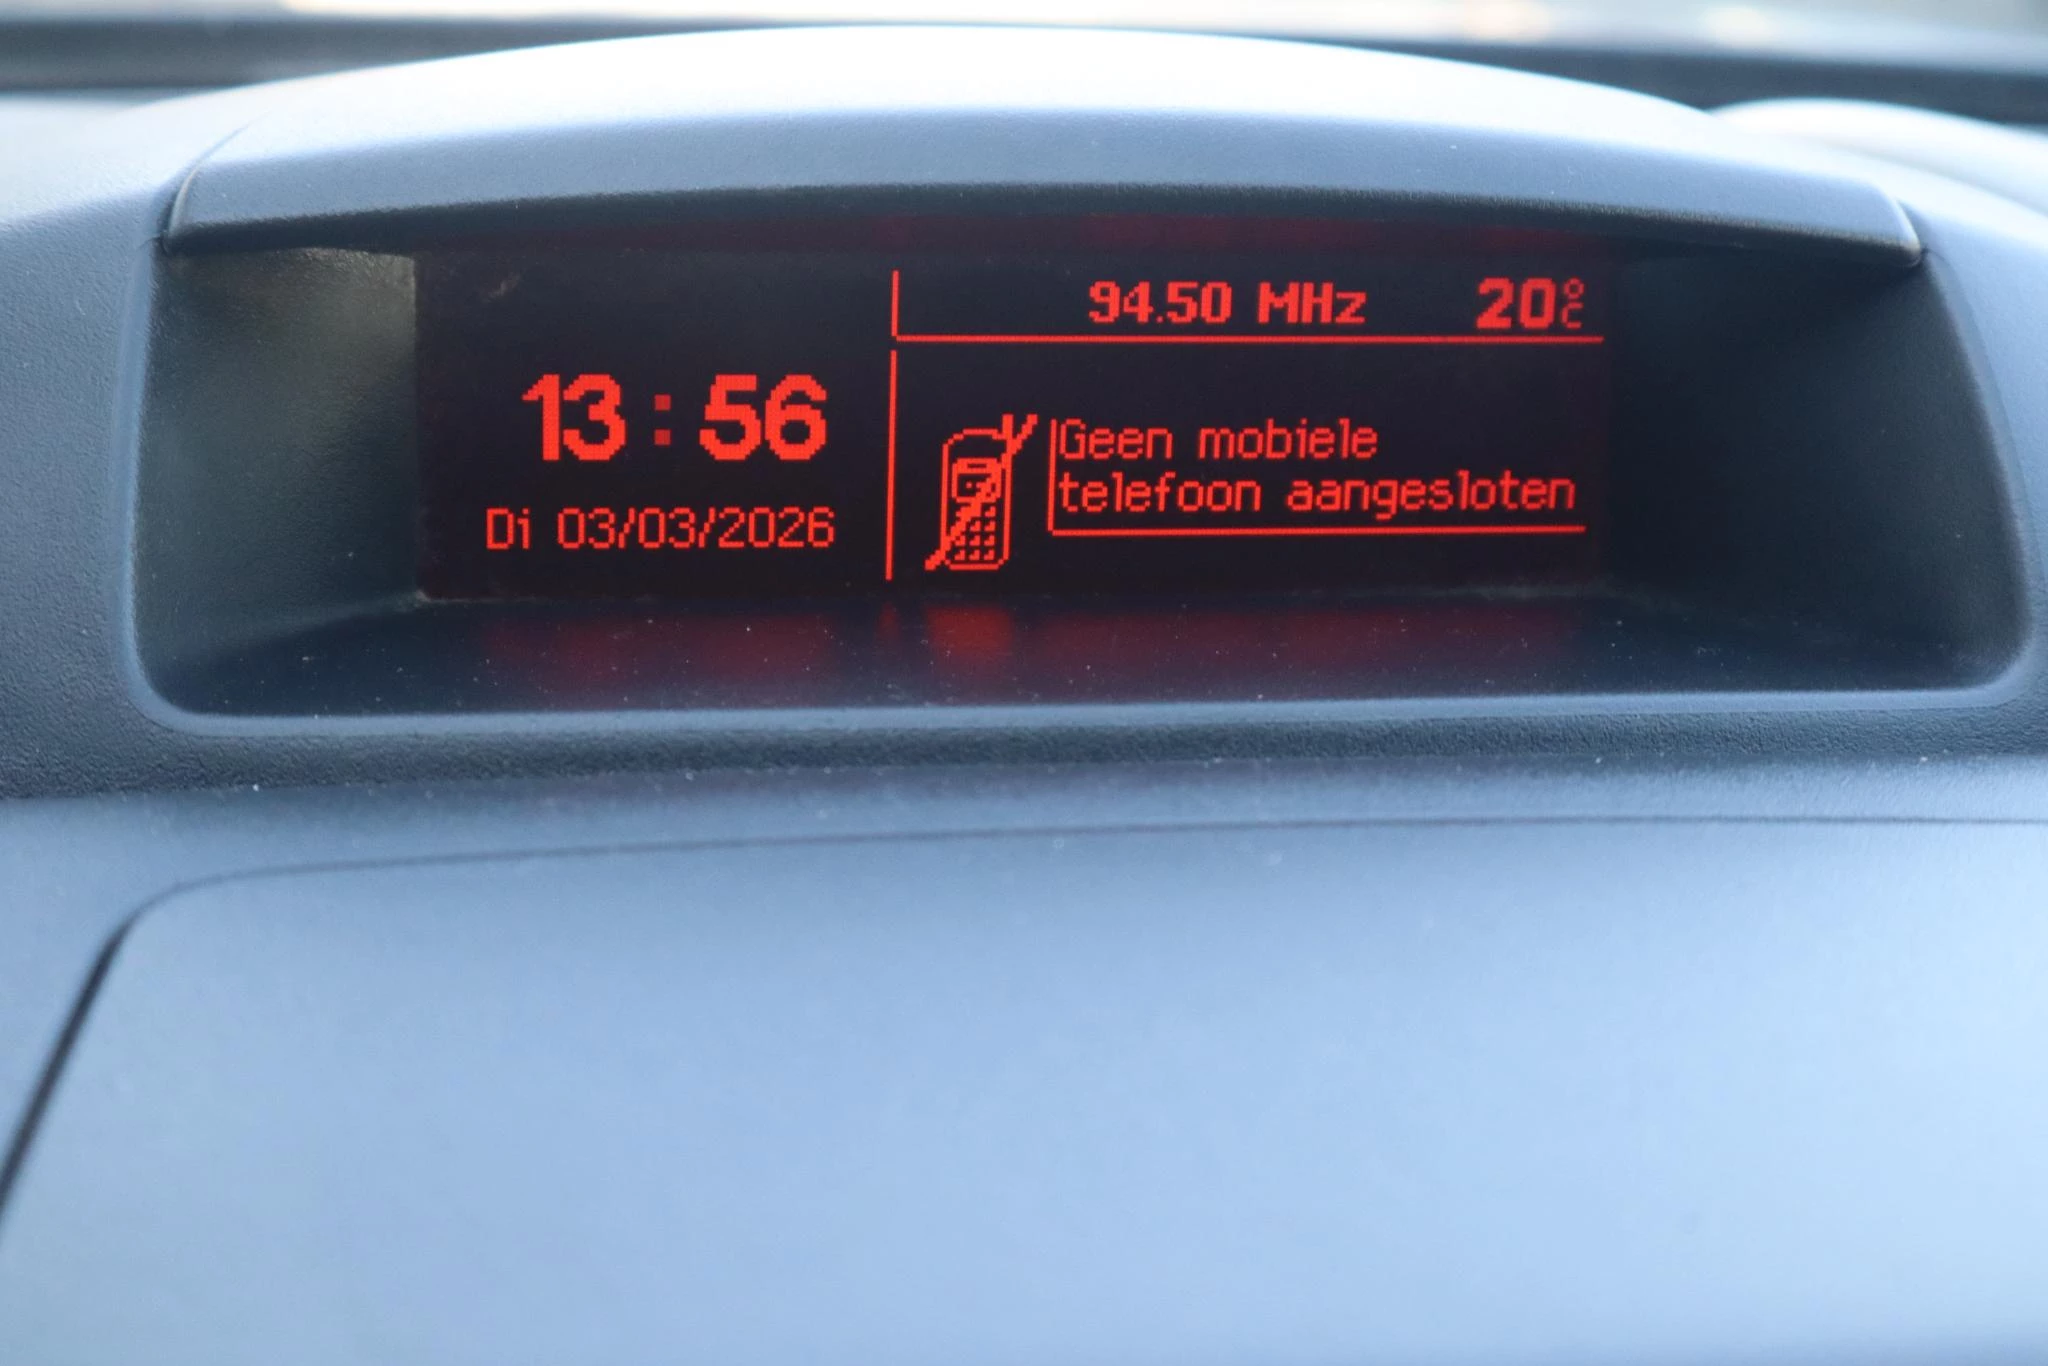 94.50 MHz 20°C
13:56
Di 03/03/2026
Geen mobiele
telefoon aangesloten